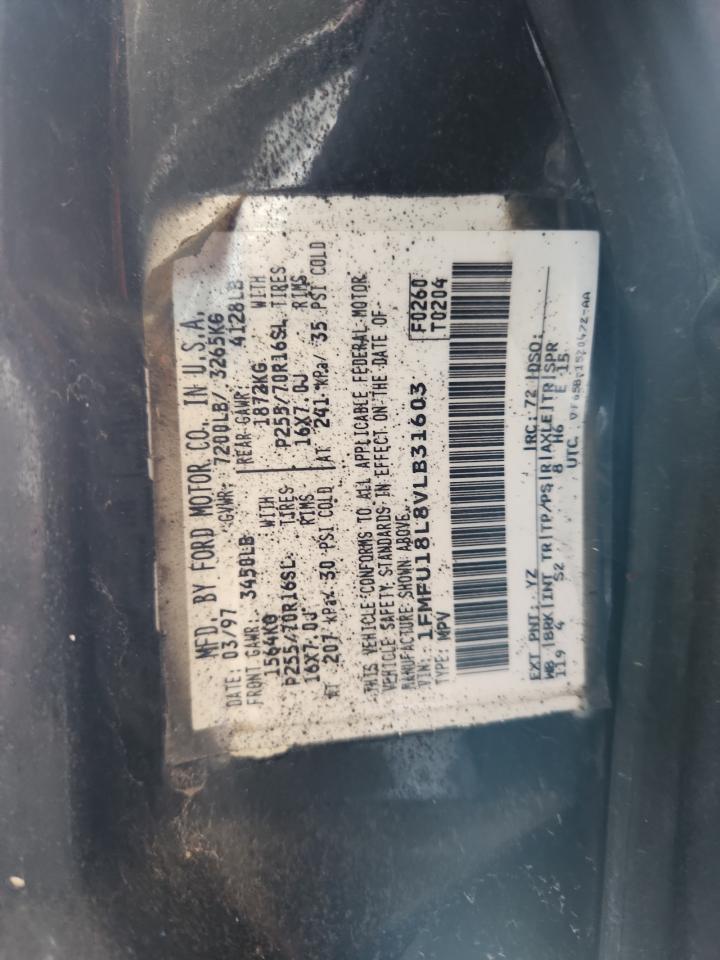 MFD. BY FORD MOTOR CO. IN U.S.A.
DATE: 03/97 GVWR: 7200LB/ 3265KG
FRONT GAWR: 3450LB REAR GAWR: 4128LB
1564KG WITH 1872KG WITH
P255/70R16SL TIRES P255/70R16SL TIRES
16X7.0J RIMS 16X7.0J RIMS
AT 207 kPa/ 30 PSI COLD AT 241 kPa/ 35 PSI COLD
THIS VEHICLE CONFORMS TO ALL APPLICABLE FEDERAL MOTOR
VEHICLE SAFETY STANDARDS IN EFFECT ON THE DATE OF
MANUFACTURE SHOWN ABOVE.
VIN: 1FMFU18L8VLB31603 F0260
TYPE: MPV T0204
EXT PNT: YZ RC: 72 DSO:
WB BRK INT TR TP/PS R AXLE TR SPR
119 4 S2 8 H6 E 15
UTC